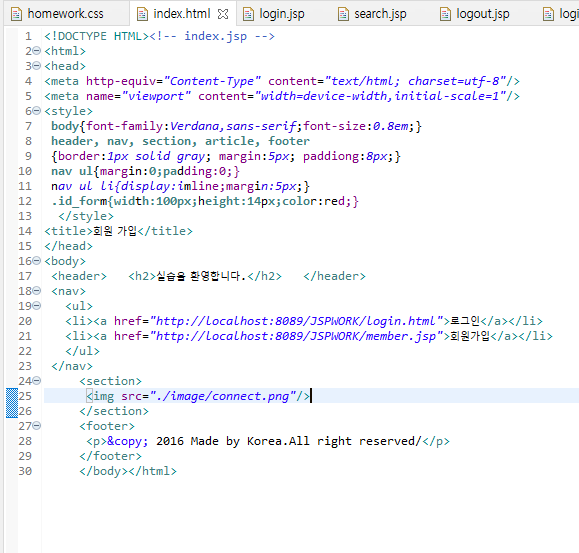 homework.css index.html login.jsp search.jsp logout.jsp logi
1 <!DOCTYPE HTML><!-- index.jsp -->
2 <html>
3 <head>
4 <meta http-equiv="Content-Type" content="text/html; charset=utf-8"/>
5 <meta name="viewport" content="width=device-width,initial-scale=1"/>
6 <style>
7 body{font-family:Verdana,sans-serif;font-size:0.8em;}
8 header, nav, section, article, footer
9 {border:1px solid gray; margin:5px; paddiong:8px;}
10 nav ul{margin:0;padding:0;}
11 nav ul li{display:imline;margin:5px;}
12 .id_form{width:100px;height:14px;color:red;}
13 </style>
14 <title>회원 가입</title>
15 </head>
16 <body>
17 <header> <h2>실습을 환영합니다.</h2> </header>
18 <nav>
19 <ul>
20 <li><a href="http://localhost:8089/JSPWORK/login.html">로그인</a></li>
21 <li><a href="http://localhost:8089/JSPWORK/member.jsp">회원가입</a></li>
22 </ul>
23 </nav>
24 <section>
25 <img src="./image/connect.png"/>
26 </section>
27 <footer>
28 <p>&copy; 2016 Made by Korea.All right reserved/</p>
29 </footer>
30 </body></html>